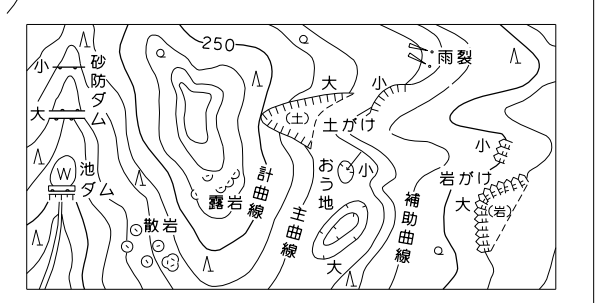 250
小
砂防ダム
大
池
ダム
W
散岩
露岩
計曲線
主曲線
大
(土)
土がけ
小
雨裂
おう地
小
大
補助曲線
小
岩がけ
大
(岩)